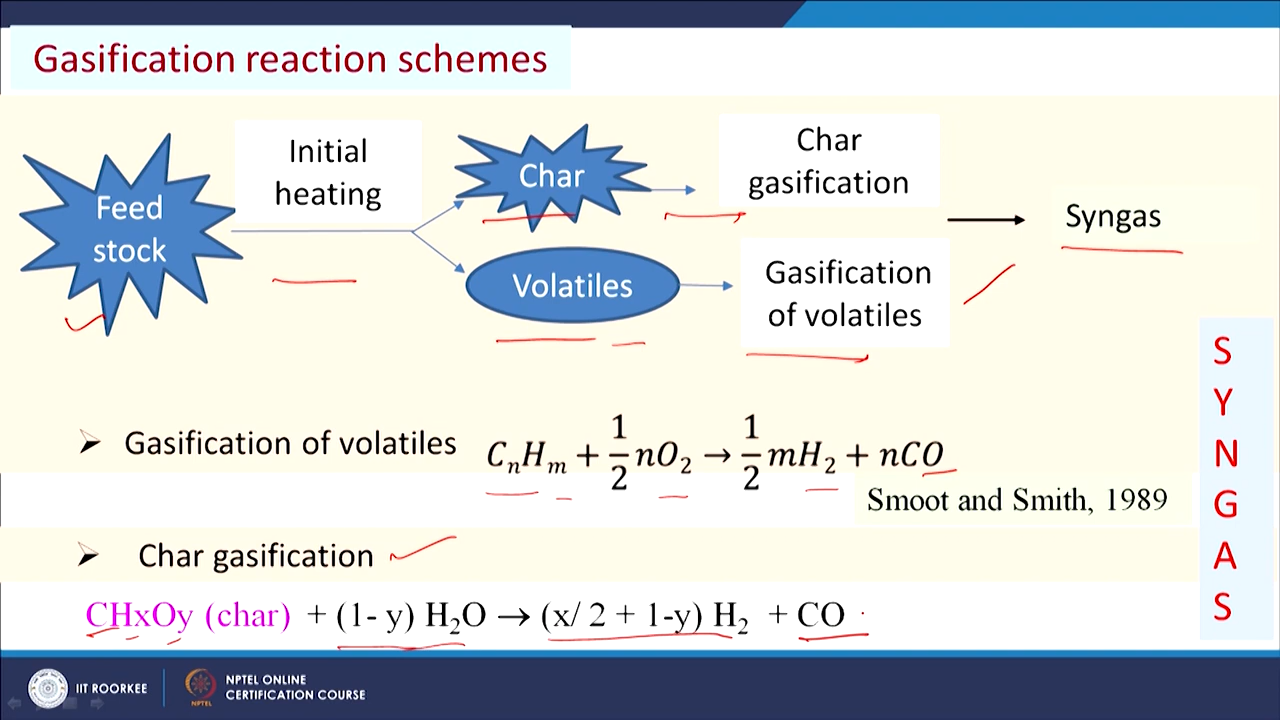 Gasification reaction schemes
Feed
stock
Initial
heating
Char
Char
gasification
Volatiles
Gasification
of volatiles
Syngas
➢ Gasification of volatiles CₙHₘ + 1/2 nO₂ → 1/2 mH₂ + nCO
Smoot and Smith, 1989
➢ Char gasification
CHxOy (char) + (1- y) H₂O → (x/ 2 + 1-y) H₂ + CO
S
Y
N
G
A
S
IIT ROORKEE
NPTEL
NPTEL ONLINE
CERTIFICATION COURSE